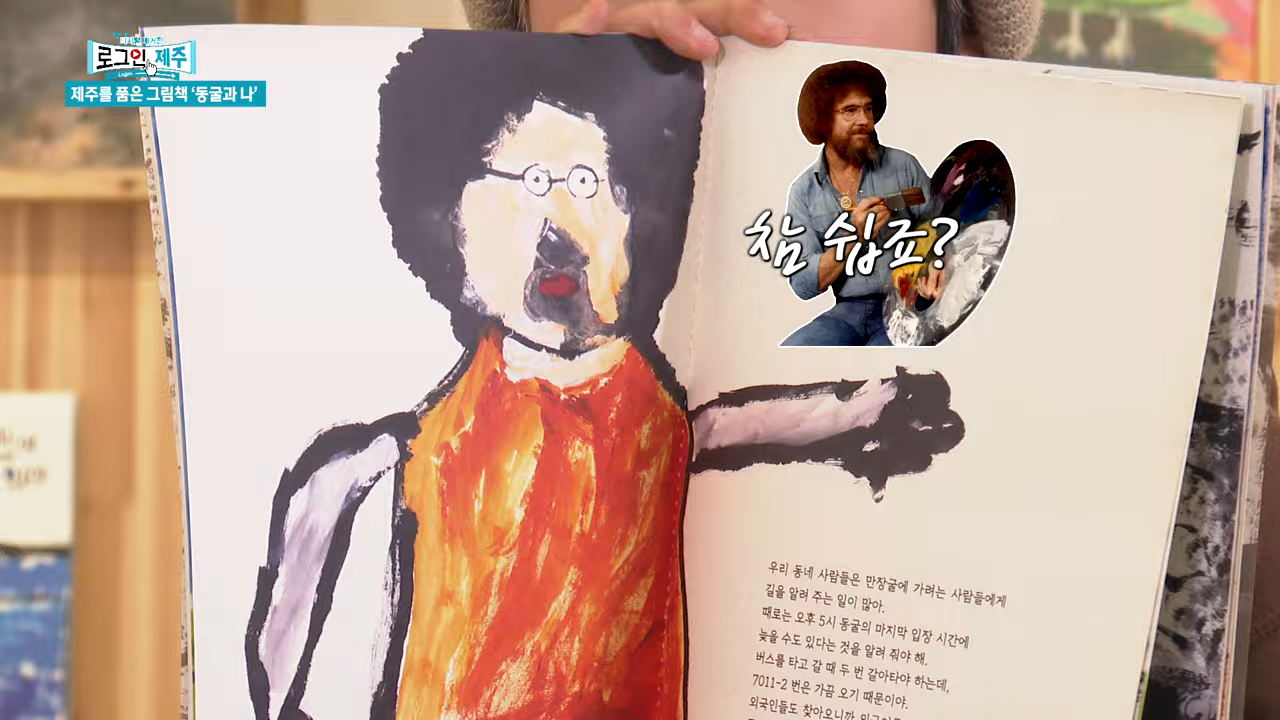 로그인 제주
제주를 품은 그림책 ‘동굴과 나’
참 쉽죠?
우리 동네 사람들은 만장굴에 가려는 사람들에게
길을 알려 주는 일이 많아.
때로는 오후 5시 동굴의 마지막 입장 시간에
늦을 수도 있다는 것을 알려 줘야 해.
버스를 타고 갈 때 두 번 갈아타야 하는데,
7011-2 번은 가끔 오기 때문이야.
외국인들도 찾아오니까